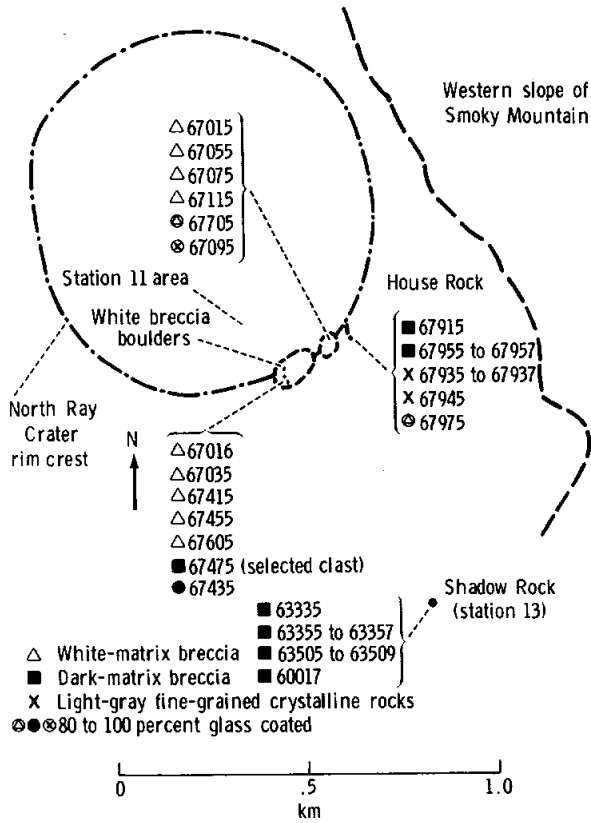 Western slope of
Smoky Mountain
67015
67055
67075
67115
67705
67095
Station 11 area
White breccia
boulders
House Rock
67915
67955 to 67957
67935 to 67937
67945
67975
North Ray
Crater
rim crest
N
67016
67035
67415
67455
67605
67475 (selected clast)
67435
Shadow Rock
(station 13)
63335
63355 to 63357
63505 to 63509
60017
White-matrix breccia
Dark-matrix breccia
Light-gray fine-grained crystalline rocks
80 to 100 percent glass coated
0 .5 1.0
km